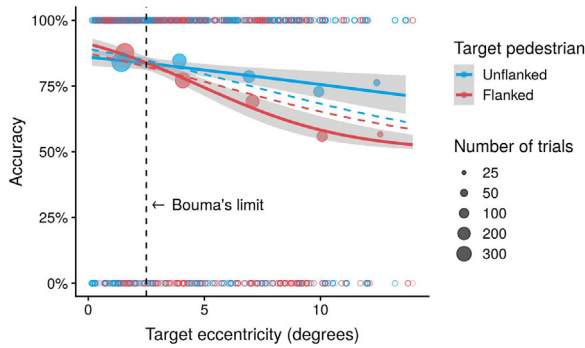 100%
75%
50%
25%
0%
Accuracy
← Bouma's limit
0
5
10
Target eccentricity (degrees)
Target pedestrian
Unflanked
Flanked
Number of trials
25
50
100
200
300